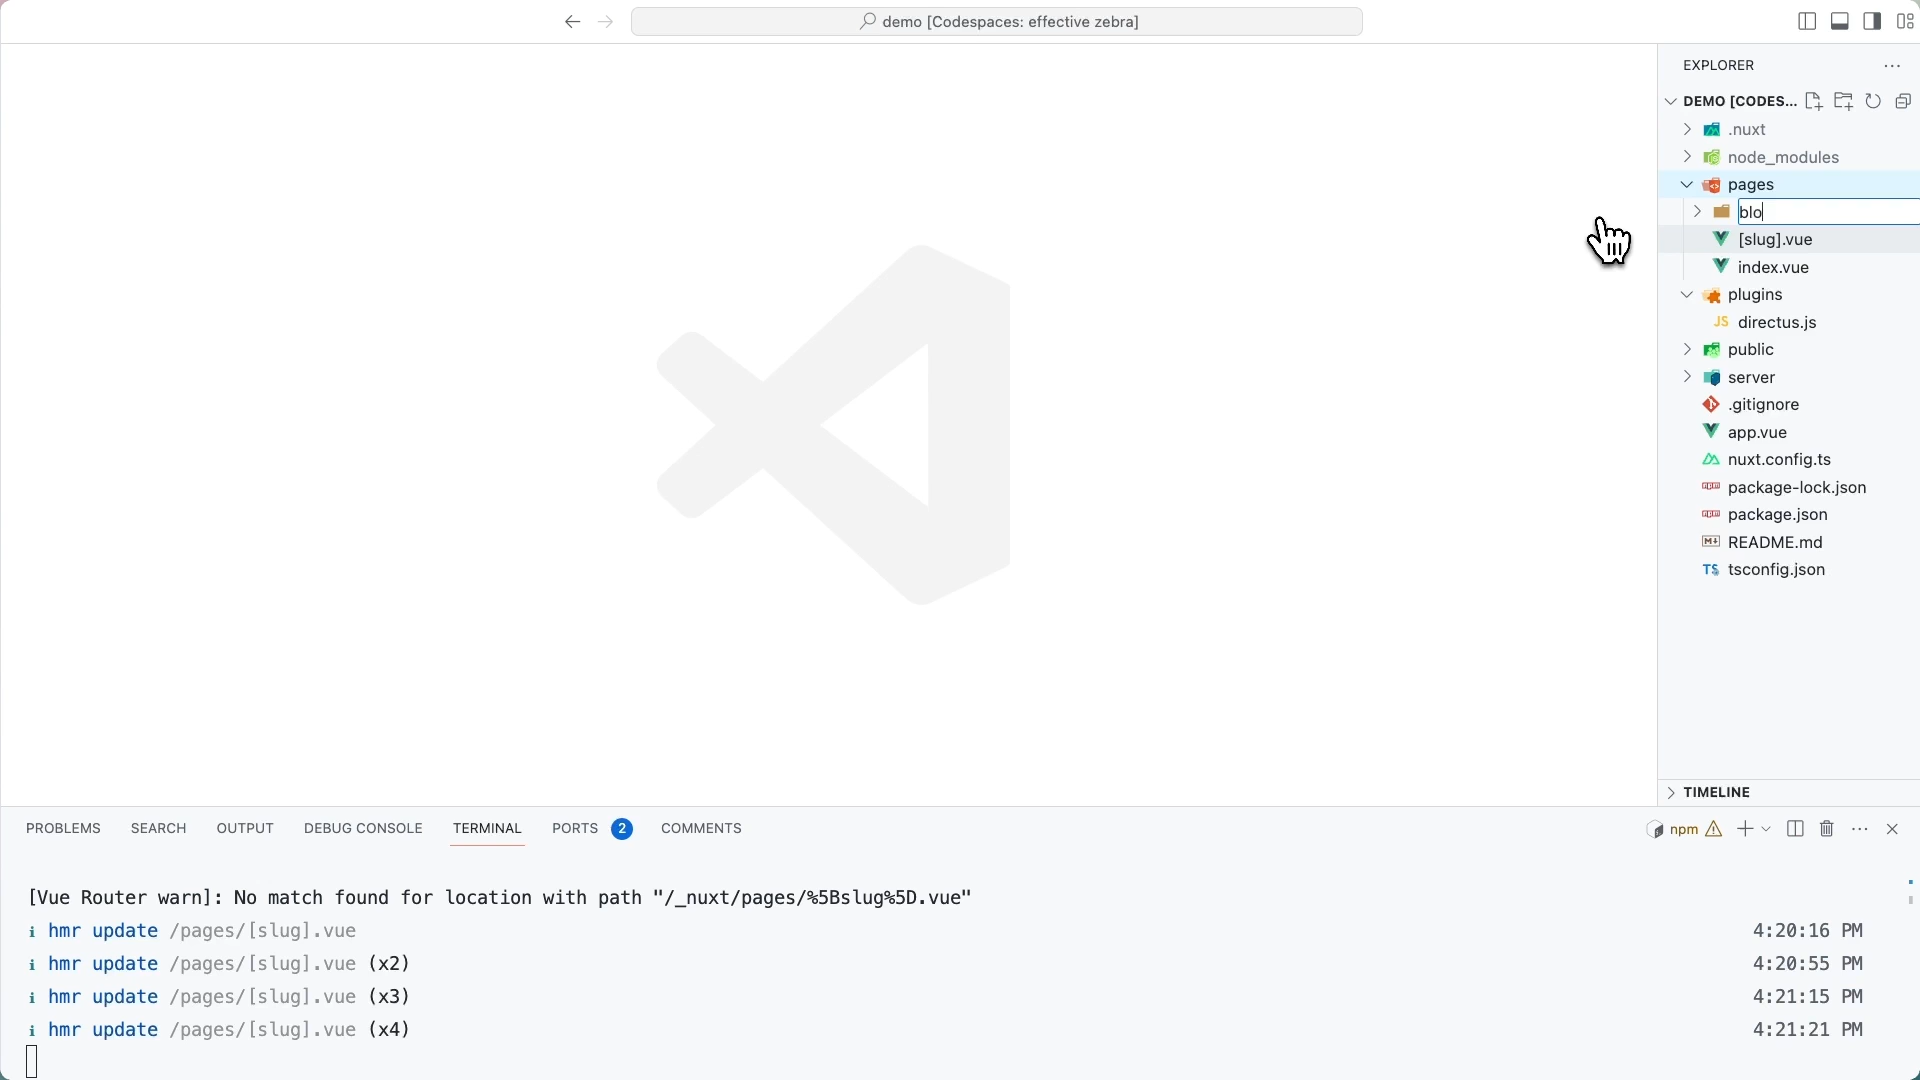 demo [Codespaces: effective zebra]
EXPLORER
DEMO [CODES...
.nuxt
node_modules
pages
blo
[slug].vue
index.vue
plugins
JS directus.js
public
server
.gitignore
app.vue
nuxt.config.ts
package-lock.json
package.json
README.md
TS tsconfig.json
TIMELINE
PROBLEMS SEARCH OUTPUT DEBUG CONSOLE TERMINAL PORTS 2 COMMENTS
npm
[Vue Router warn]: No match found for location with path "/_nuxt/pages/%5Bslug%5D.vue"
i hmr update /pages/[slug].vue 4:20:16 PM
i hmr update /pages/[slug].vue (x2) 4:20:55 PM
i hmr update /pages/[slug].vue (x3) 4:21:15 PM
i hmr update /pages/[slug].vue (x4) 4:21:21 PM